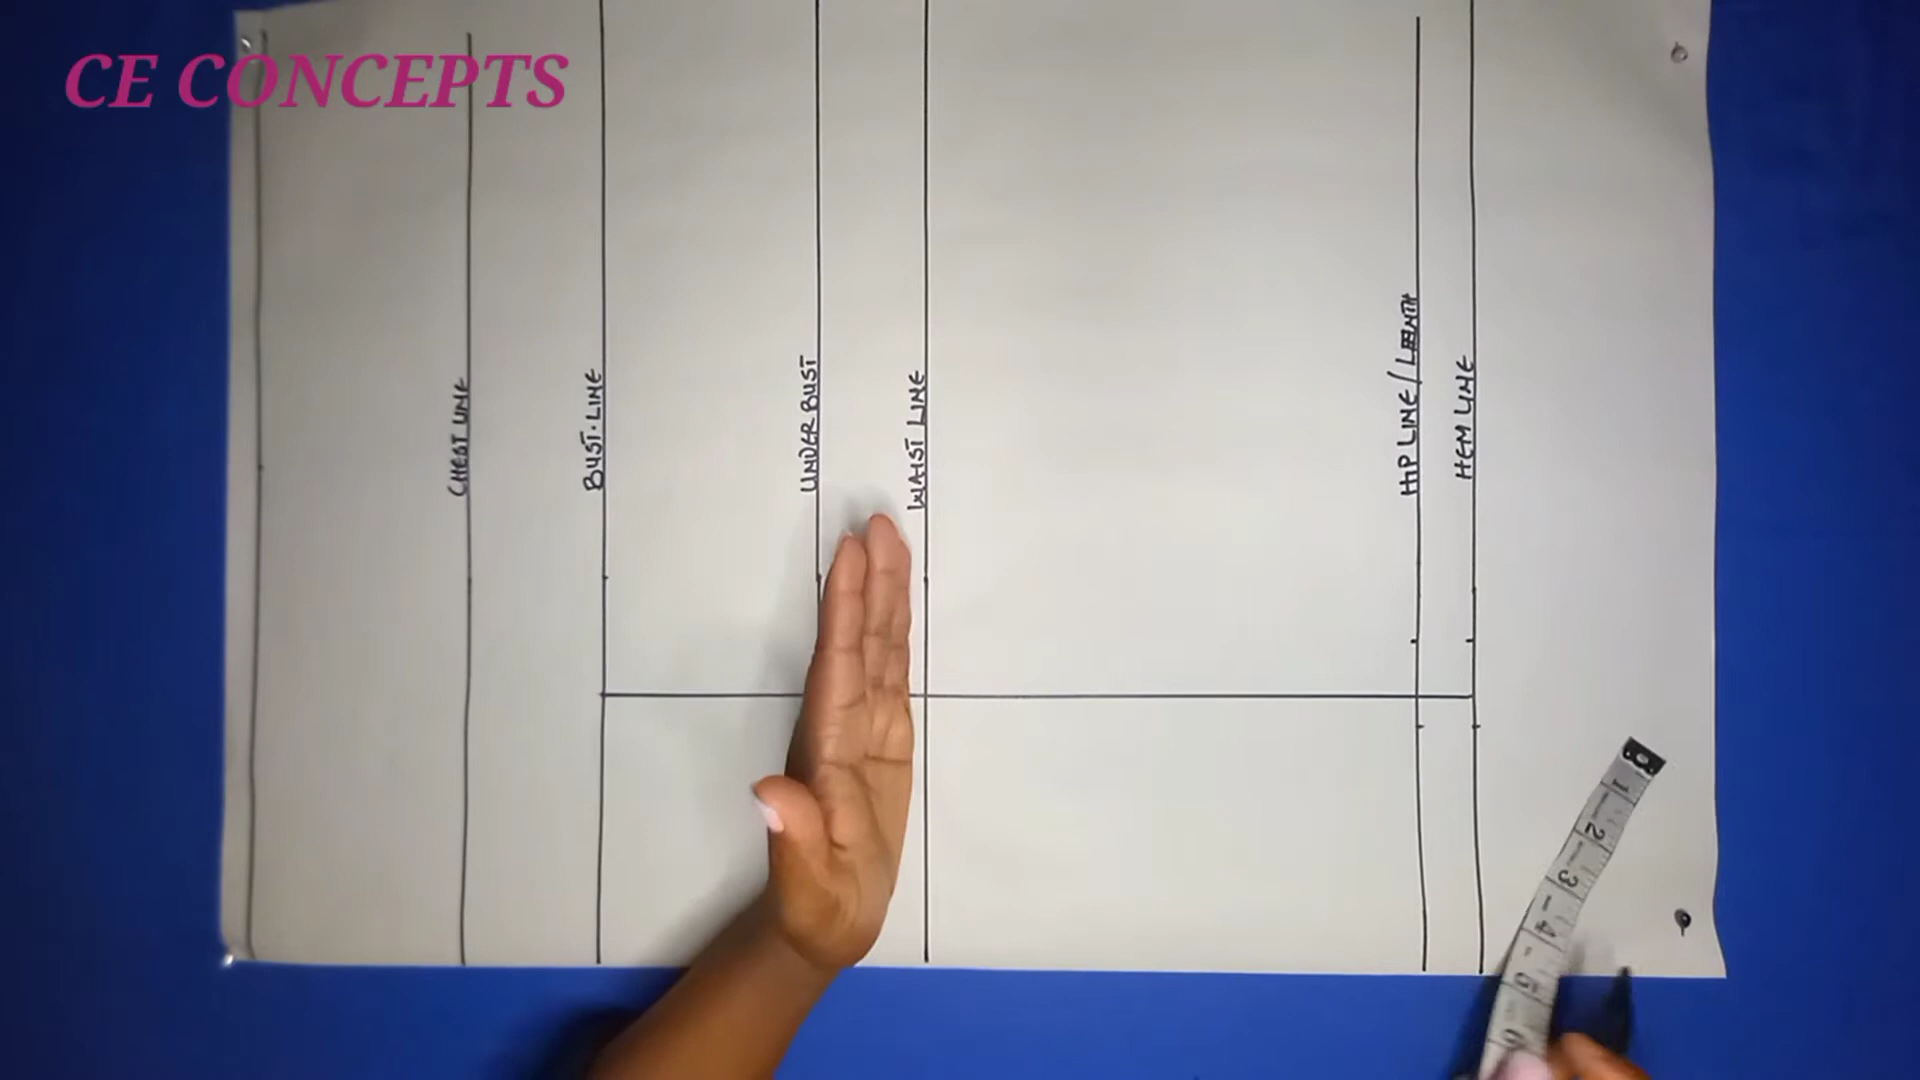 CE CONCEPTS
CHEST LINE
BUST.LINE
UNDER BUST
WAIST LINE
HIP LINE/
HEM LINE
1
2
3
4
5
6